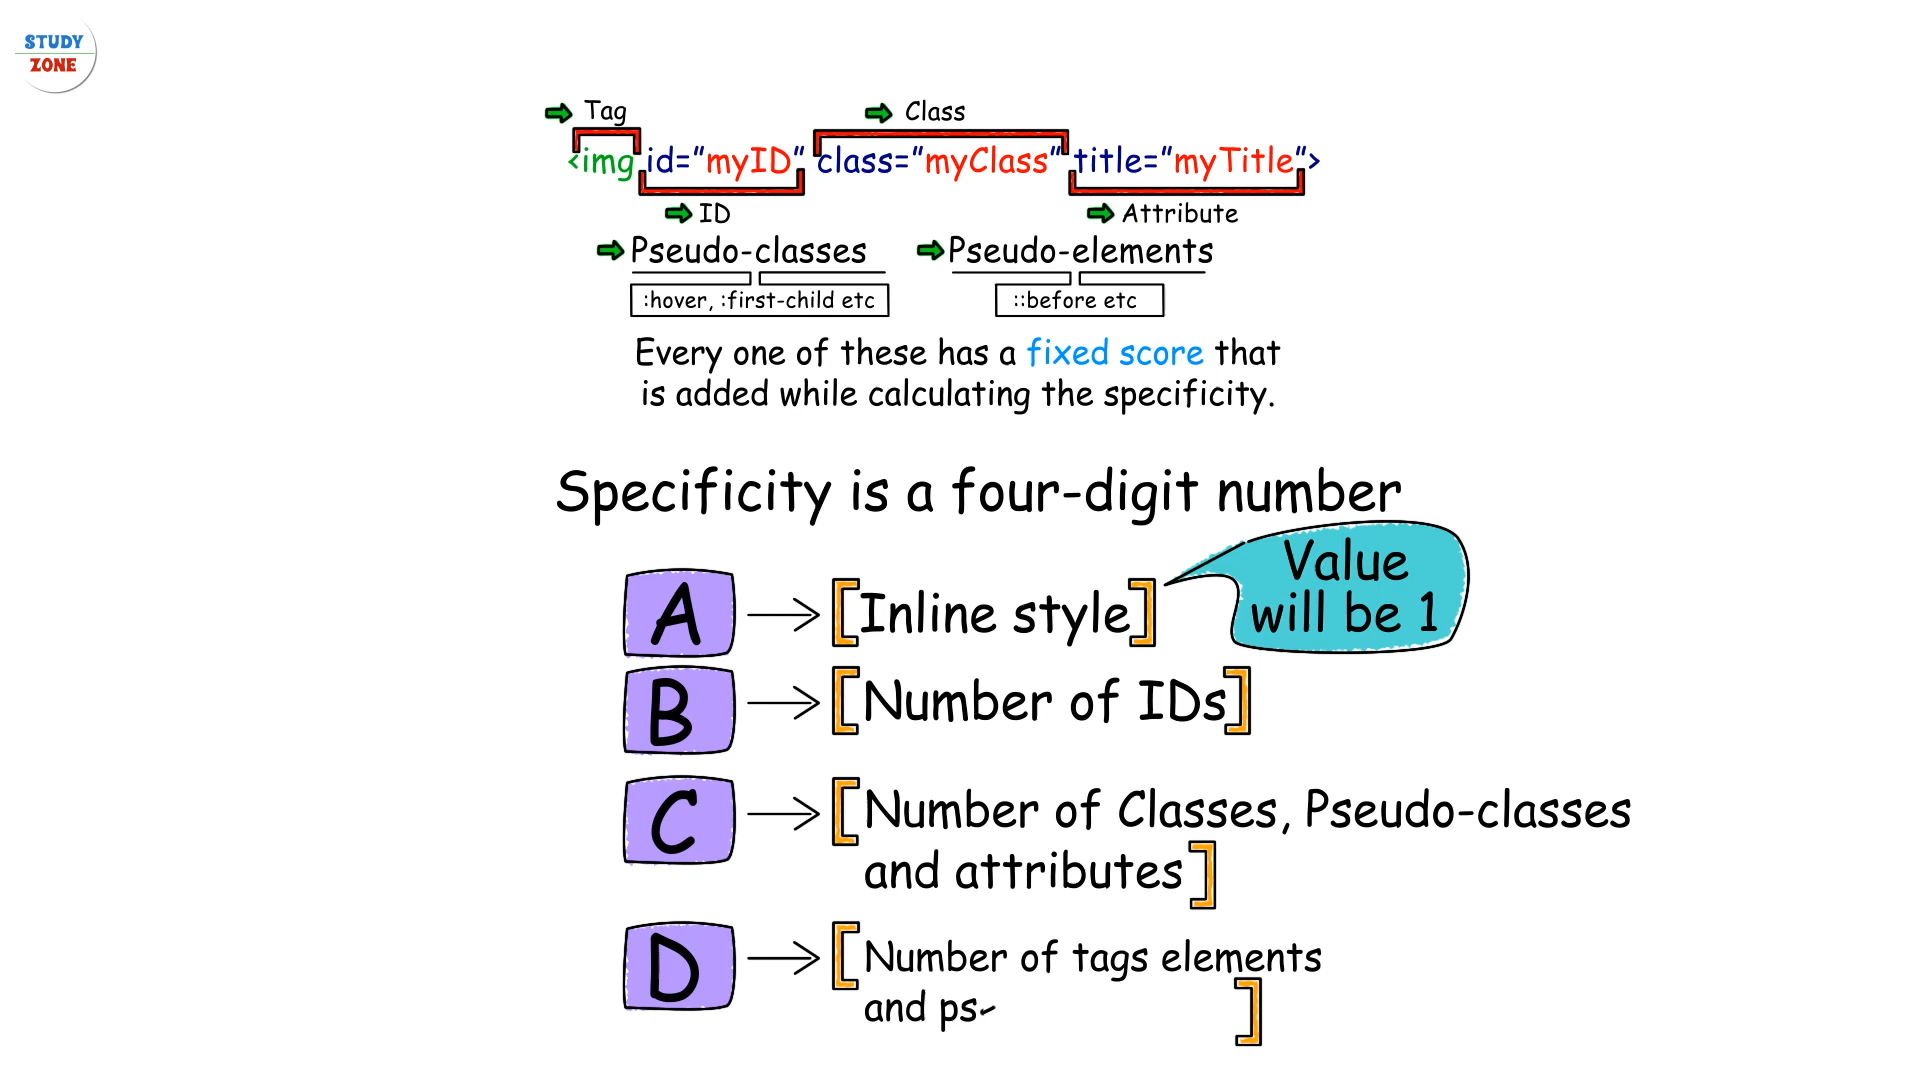 STUDY
ZONE
Tag
Class
<img id="myID" class="myClass" title="myTitle">
ID
Attribute
Pseudo-classes
Pseudo-elements
:hover, :first-child etc
::before etc
Every one of these has a fixed score that
is added while calculating the specificity.
Specificity is a four-digit number
A
Inline style
Value
will be 1
B
Number of IDs
C
Number of Classes, Pseudo-classes
and attributes
D
Number of tags elements
and ps